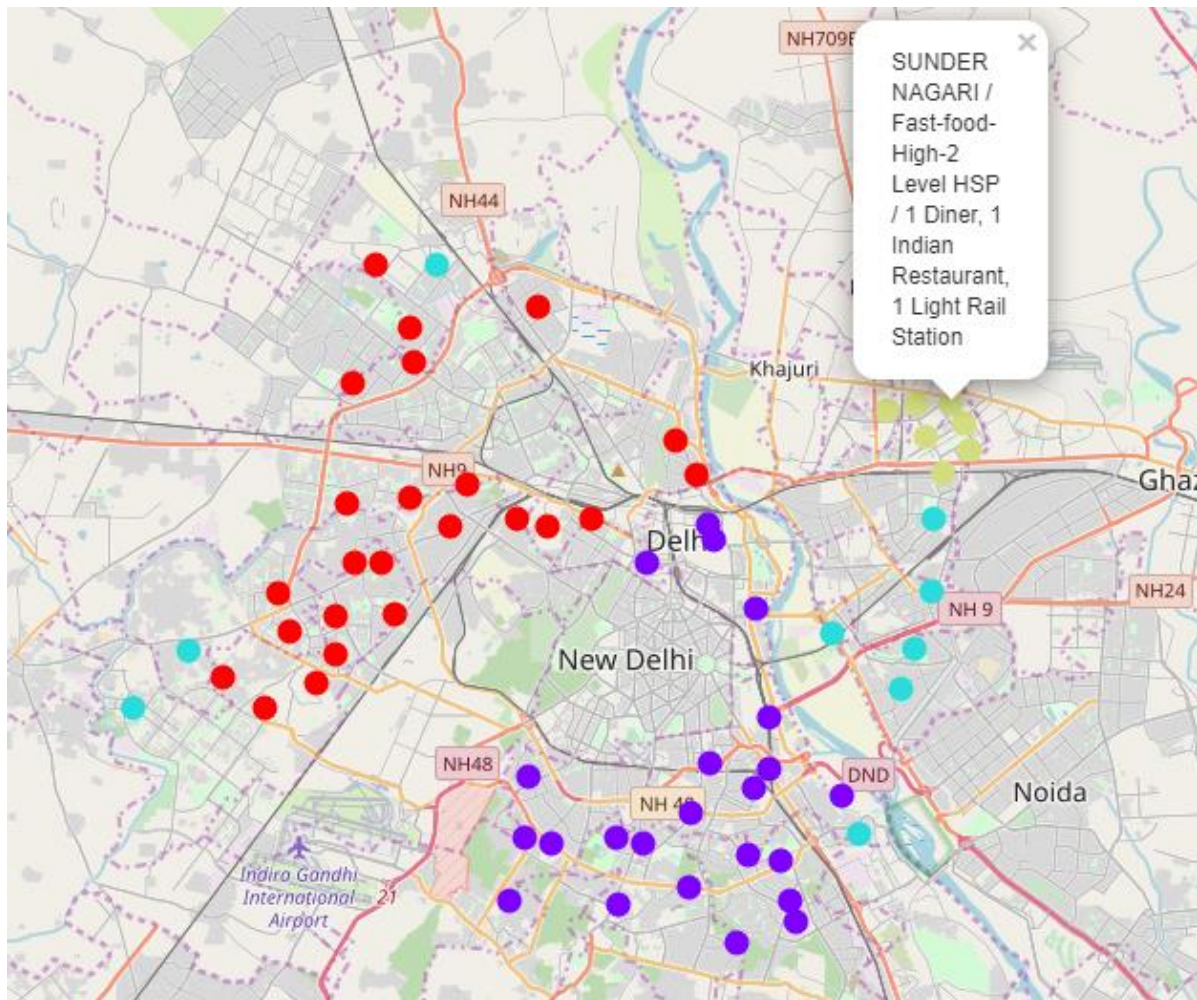 NH709B
×
SUNDER
NAGARI /
Fast-food-
High-2
Level HSP
/ 1 Diner, 1
Indian
Restaurant,
1 Light Rail
Station
NH44
Khajuri
NH9
Ghaz
Delh
NH24
NH 9
New Delhi
NH48
DND
Noida
NH 48
Indira Gandhi
International
Airport
21